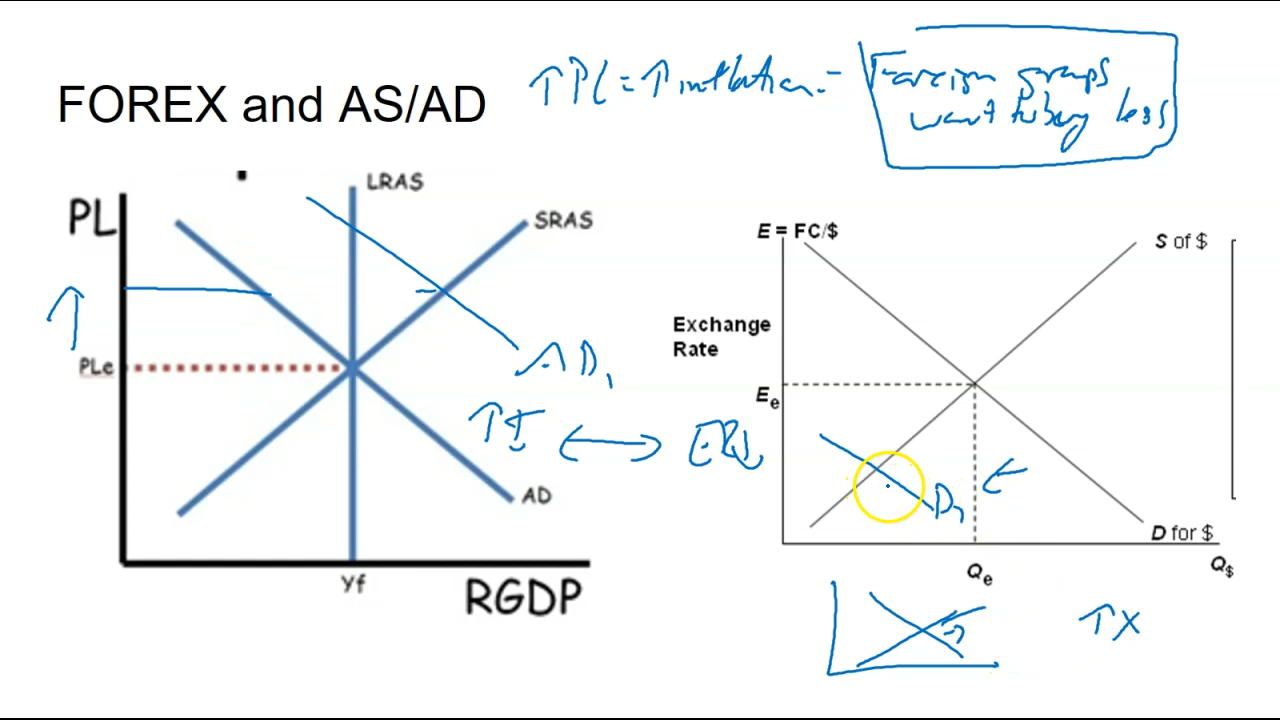 FOREX and AS/AD
↑PL = ↑ inflation =
Foreign groups
want to buy less
PL
LRAS
SRAS
↑
PLe
AD₁
AD
Yf
RGDP
E = FC/$
S of $
Exchange
Rate
Eₑ
D₁
D for $
Qₑ
Q$
↑X